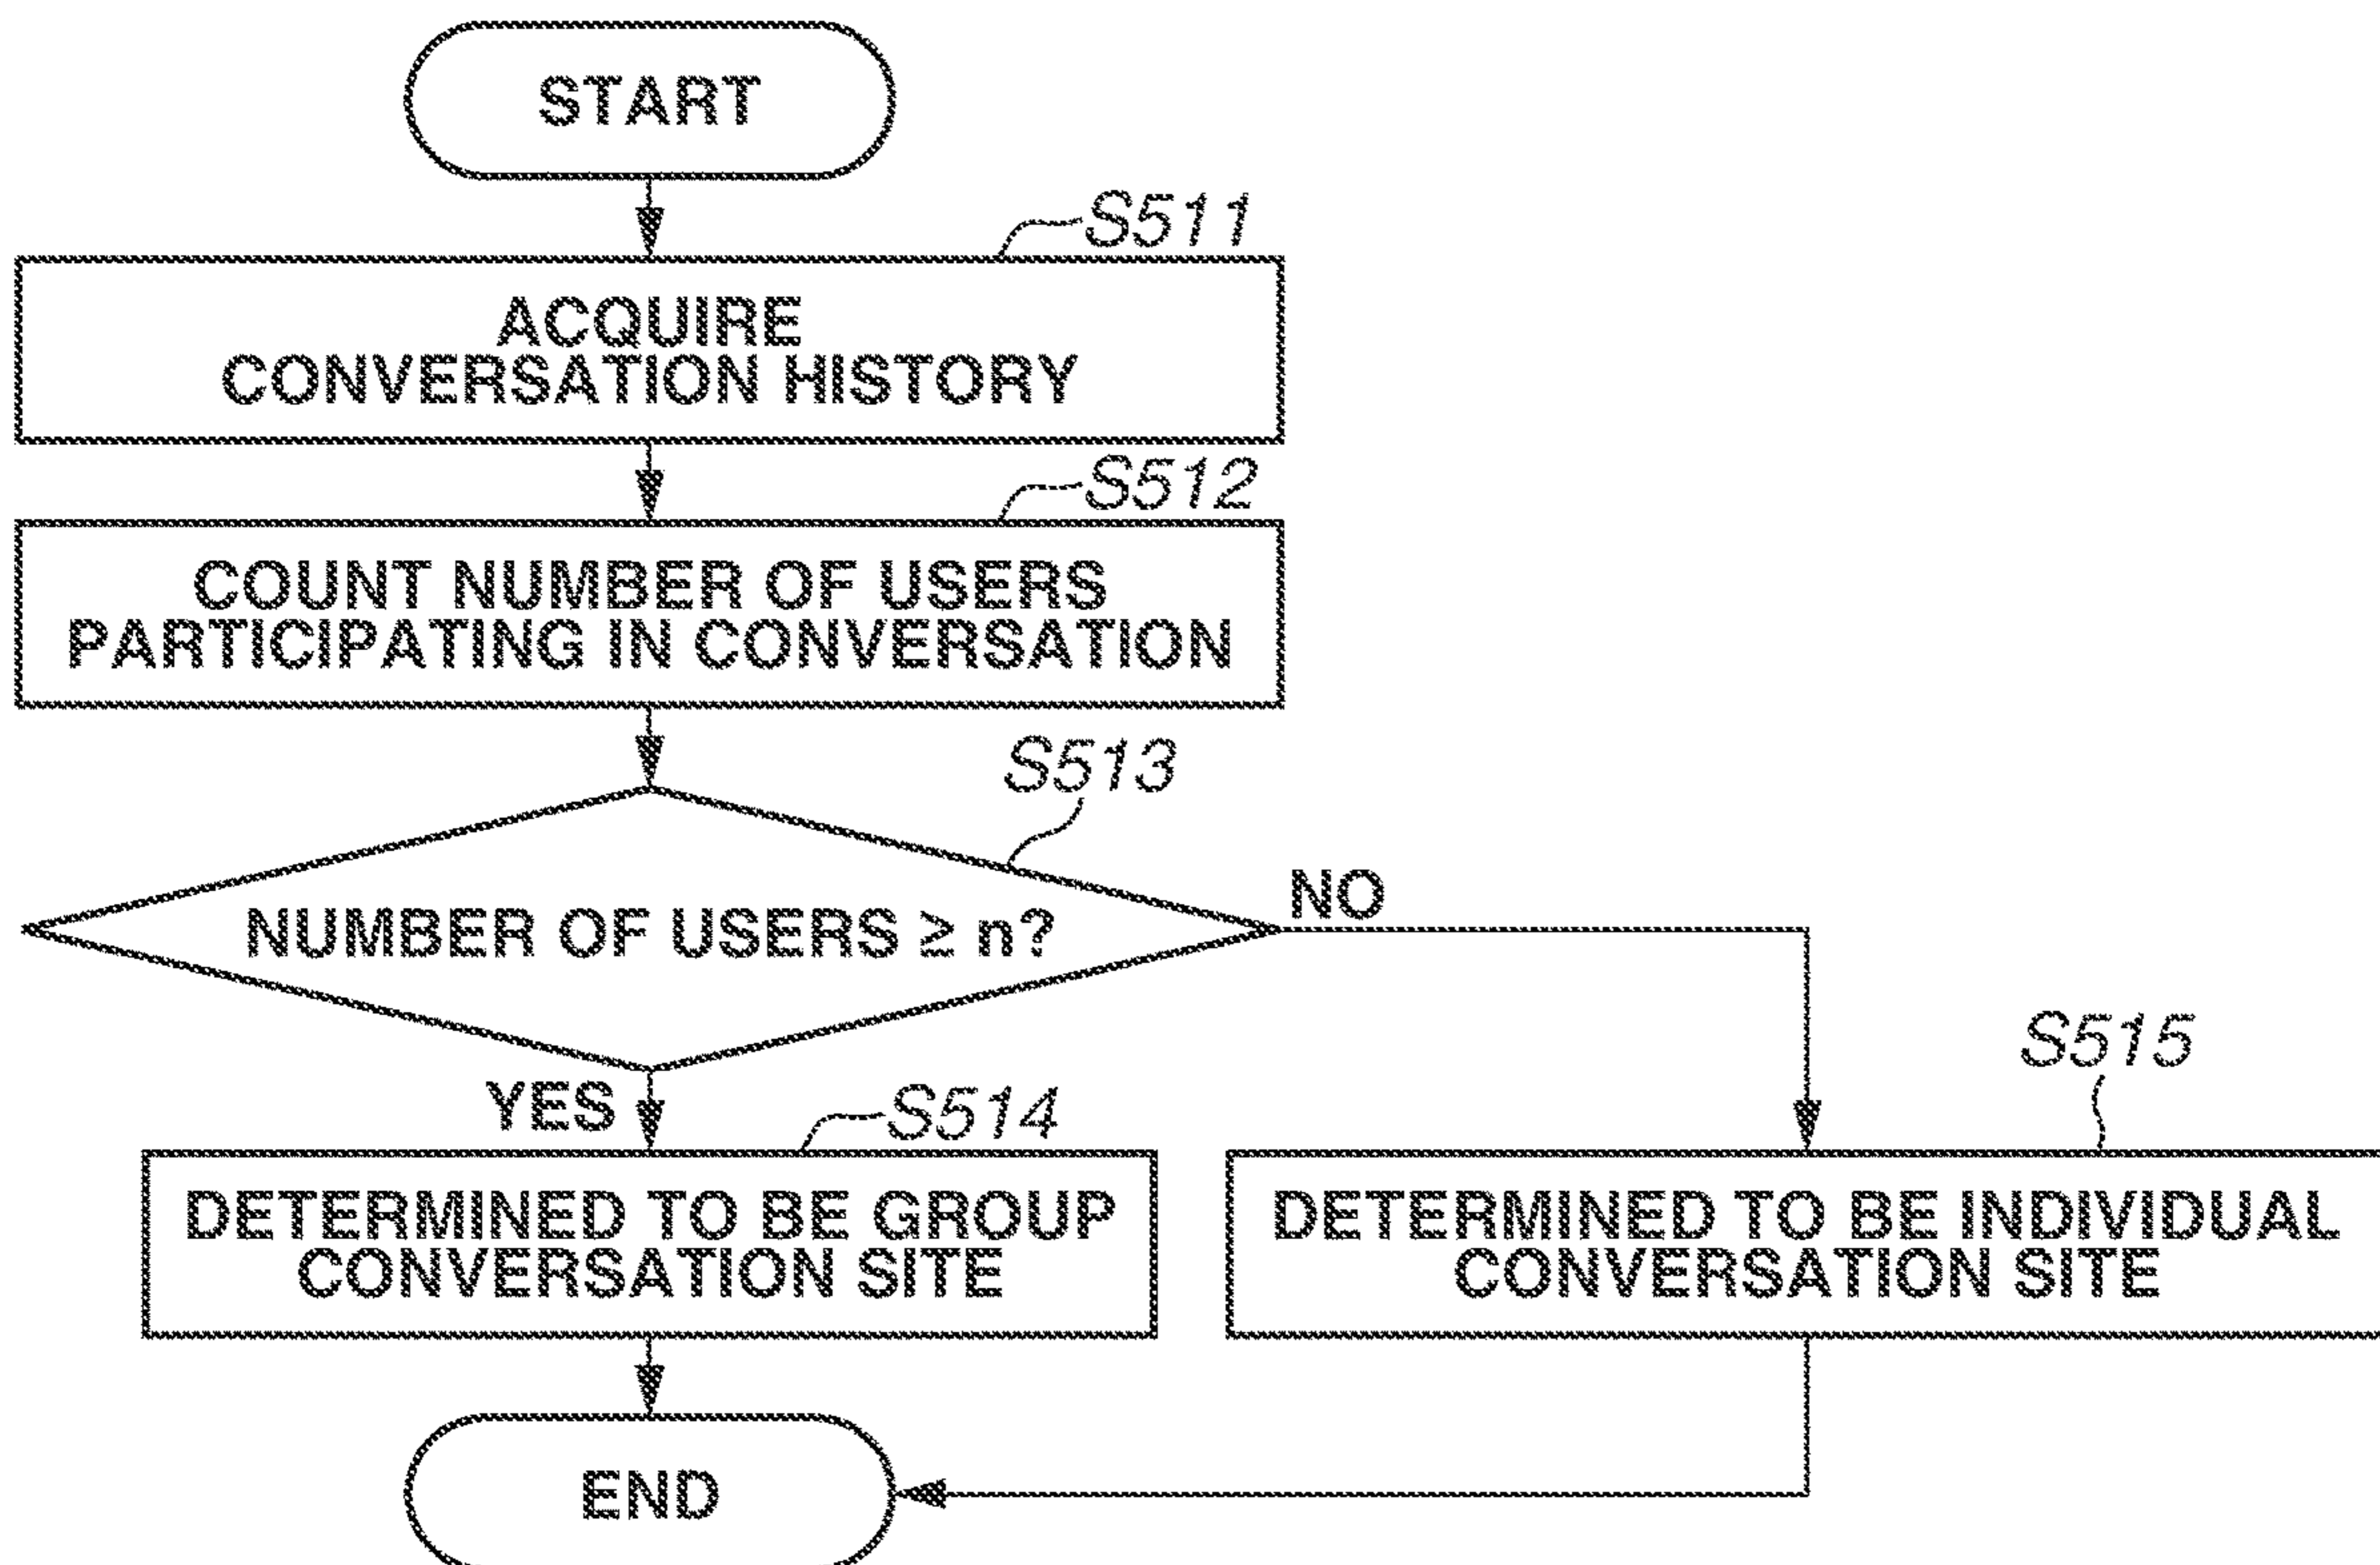 START
S511
ACQUIRE
CONVERSATION HISTORY
S512
COUNT NUMBER OF USERS
PARTICIPATING IN CONVERSATION
S513
NUMBER OF USERS ≥ n?
NO
YES
S514
DETERMINED TO BE GROUP
CONVERSATION SITE
S515
DETERMINED TO BE INDIVIDUAL
CONVERSATION SITE
END